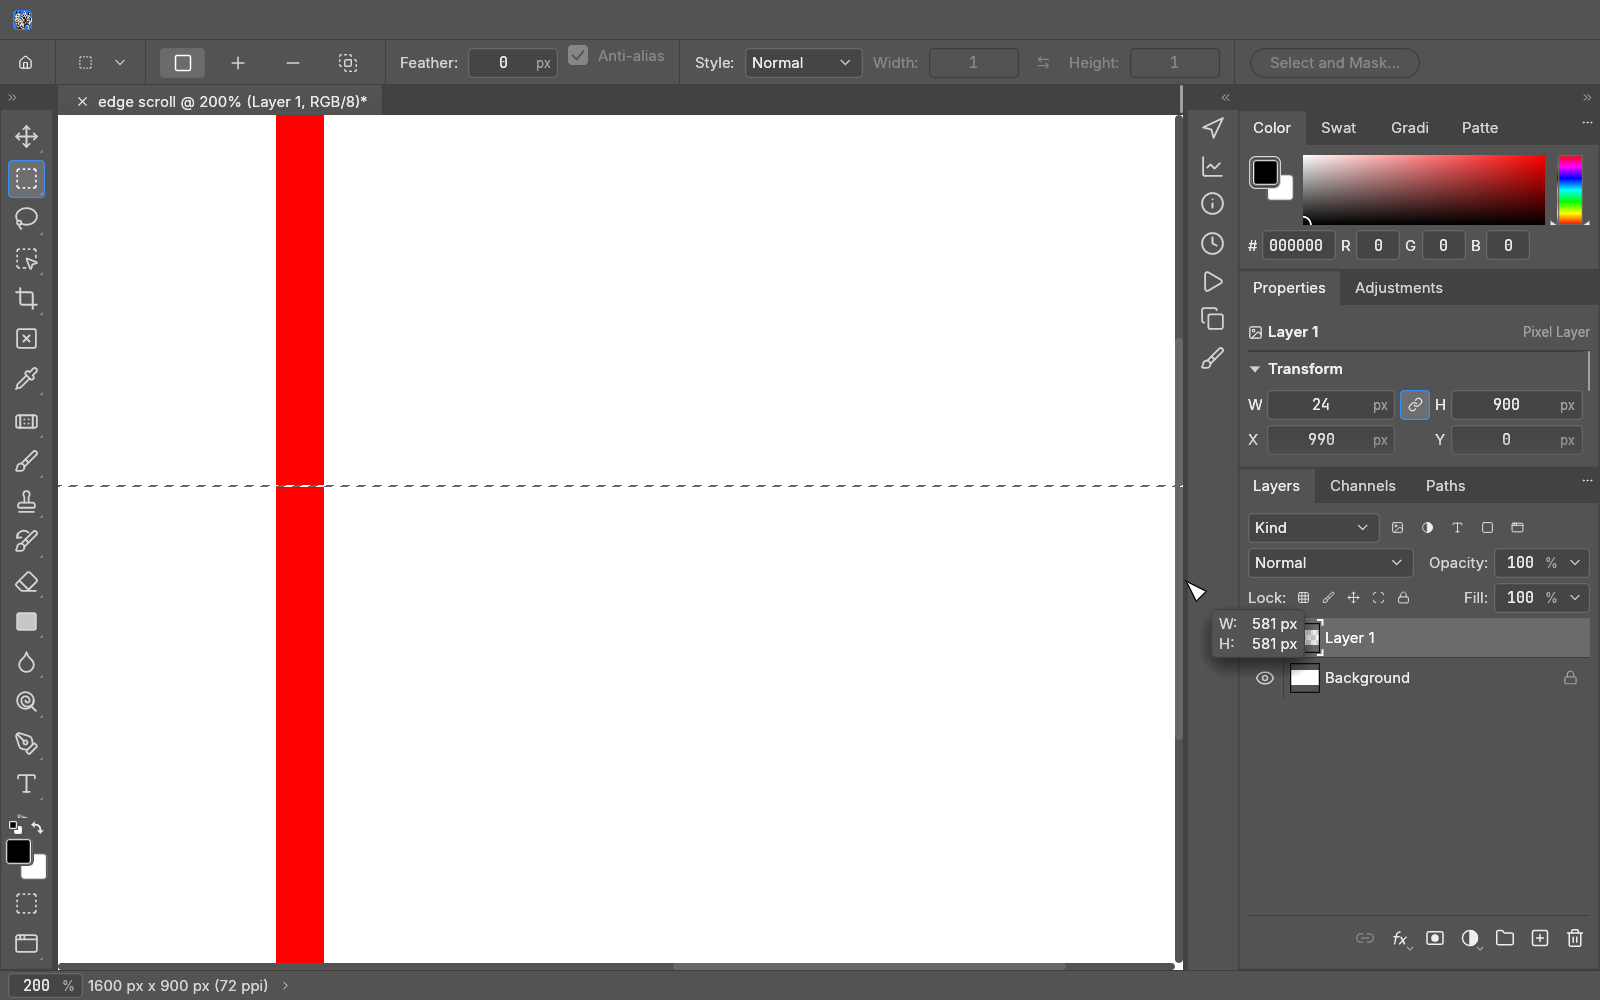 Feather: 0 px Anti-alias Style: Normal Width: 1 Height: 1 Select and Mask...
edge scroll @ 200% (Layer 1, RGB/8)*
Color Swat Gradi Patte
# 000000 R 0 G 0 B 0
Properties Adjustments
Layer 1 Pixel Layer
Transform
W 24 px H 900 px
X 990 px Y 0 px
Layers Channels Paths
Kind
Normal Opacity: 100 %
Lock: Fill: 100 %
W: 581 px
H: 581 px
Layer 1
Background
200 % 1600 px x 900 px (72 ppi)